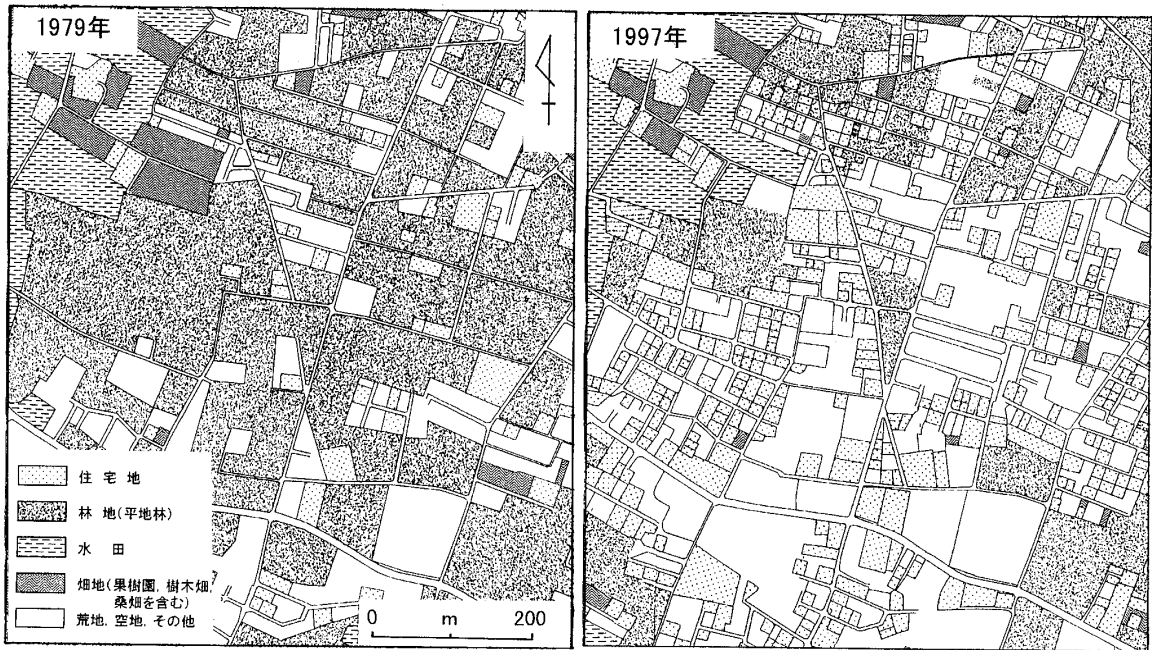 1979年
1997年
住宅地
林地(平地林)
水田
畑地(果樹園, 樹木畑,
桑畑を含む)
荒地, 空地, その他
0 m 200